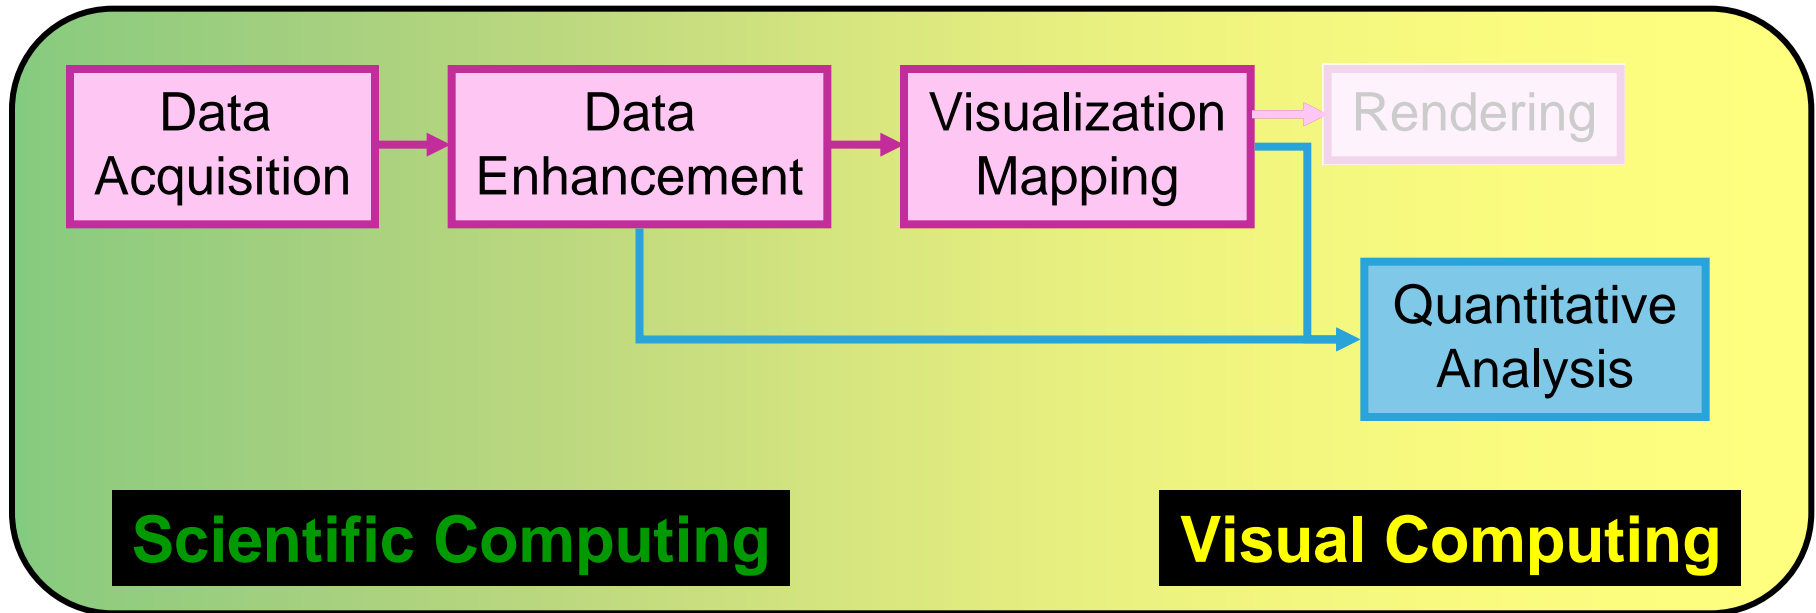 Data
Acquisition
Data
Enhancement
Visualization
Mapping
Rendering
Quantitative
Analysis
Scientific Computing
Visual Computing